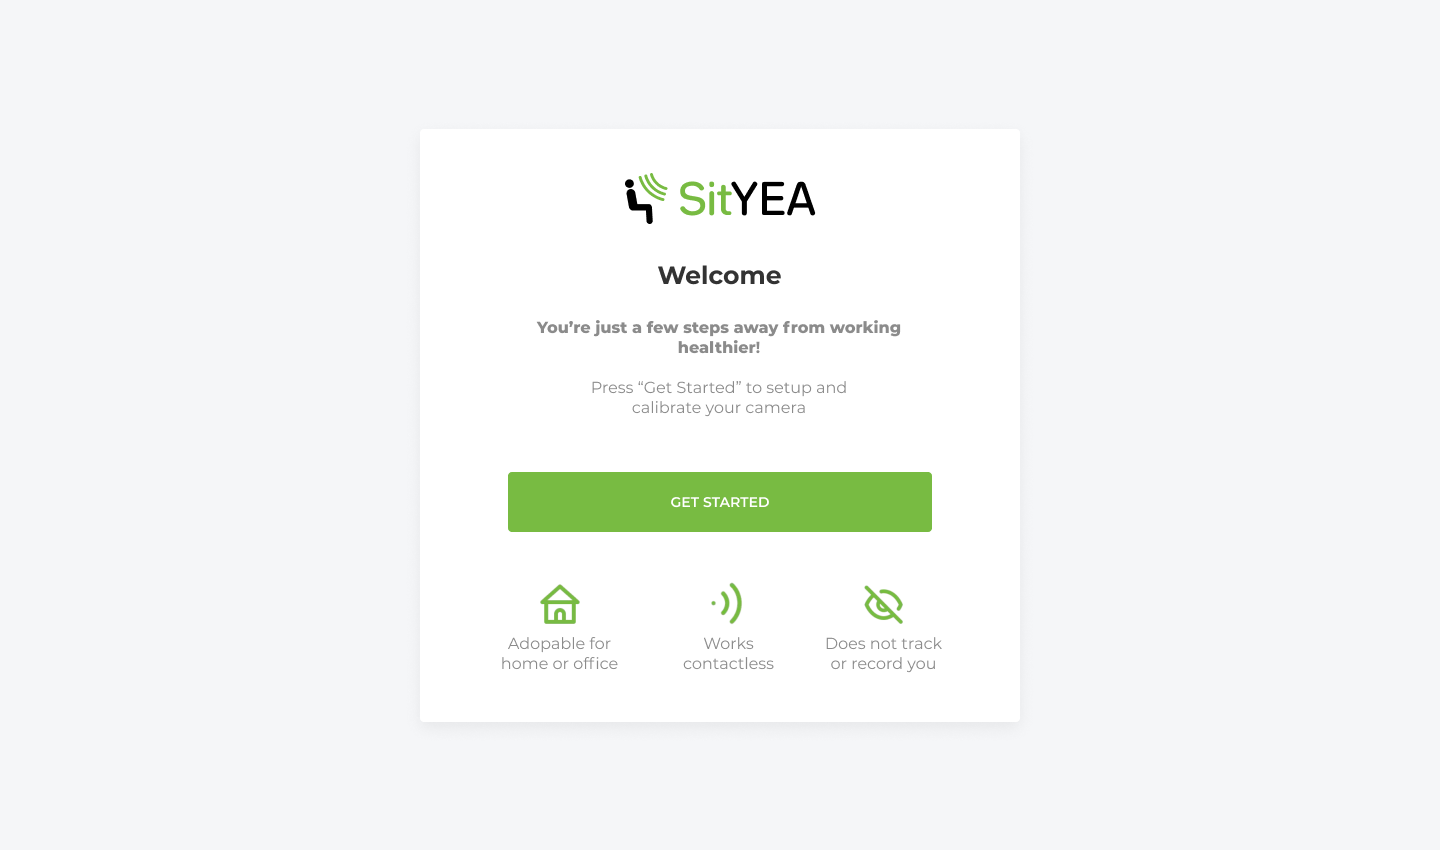 SitYEA
Welcome
You’re just a few steps away from working
healthier!
Press “Get Started” to setup and
calibrate your camera
GET STARTED
Adopable for
home or office
Works
contactless
Does not track
or record you